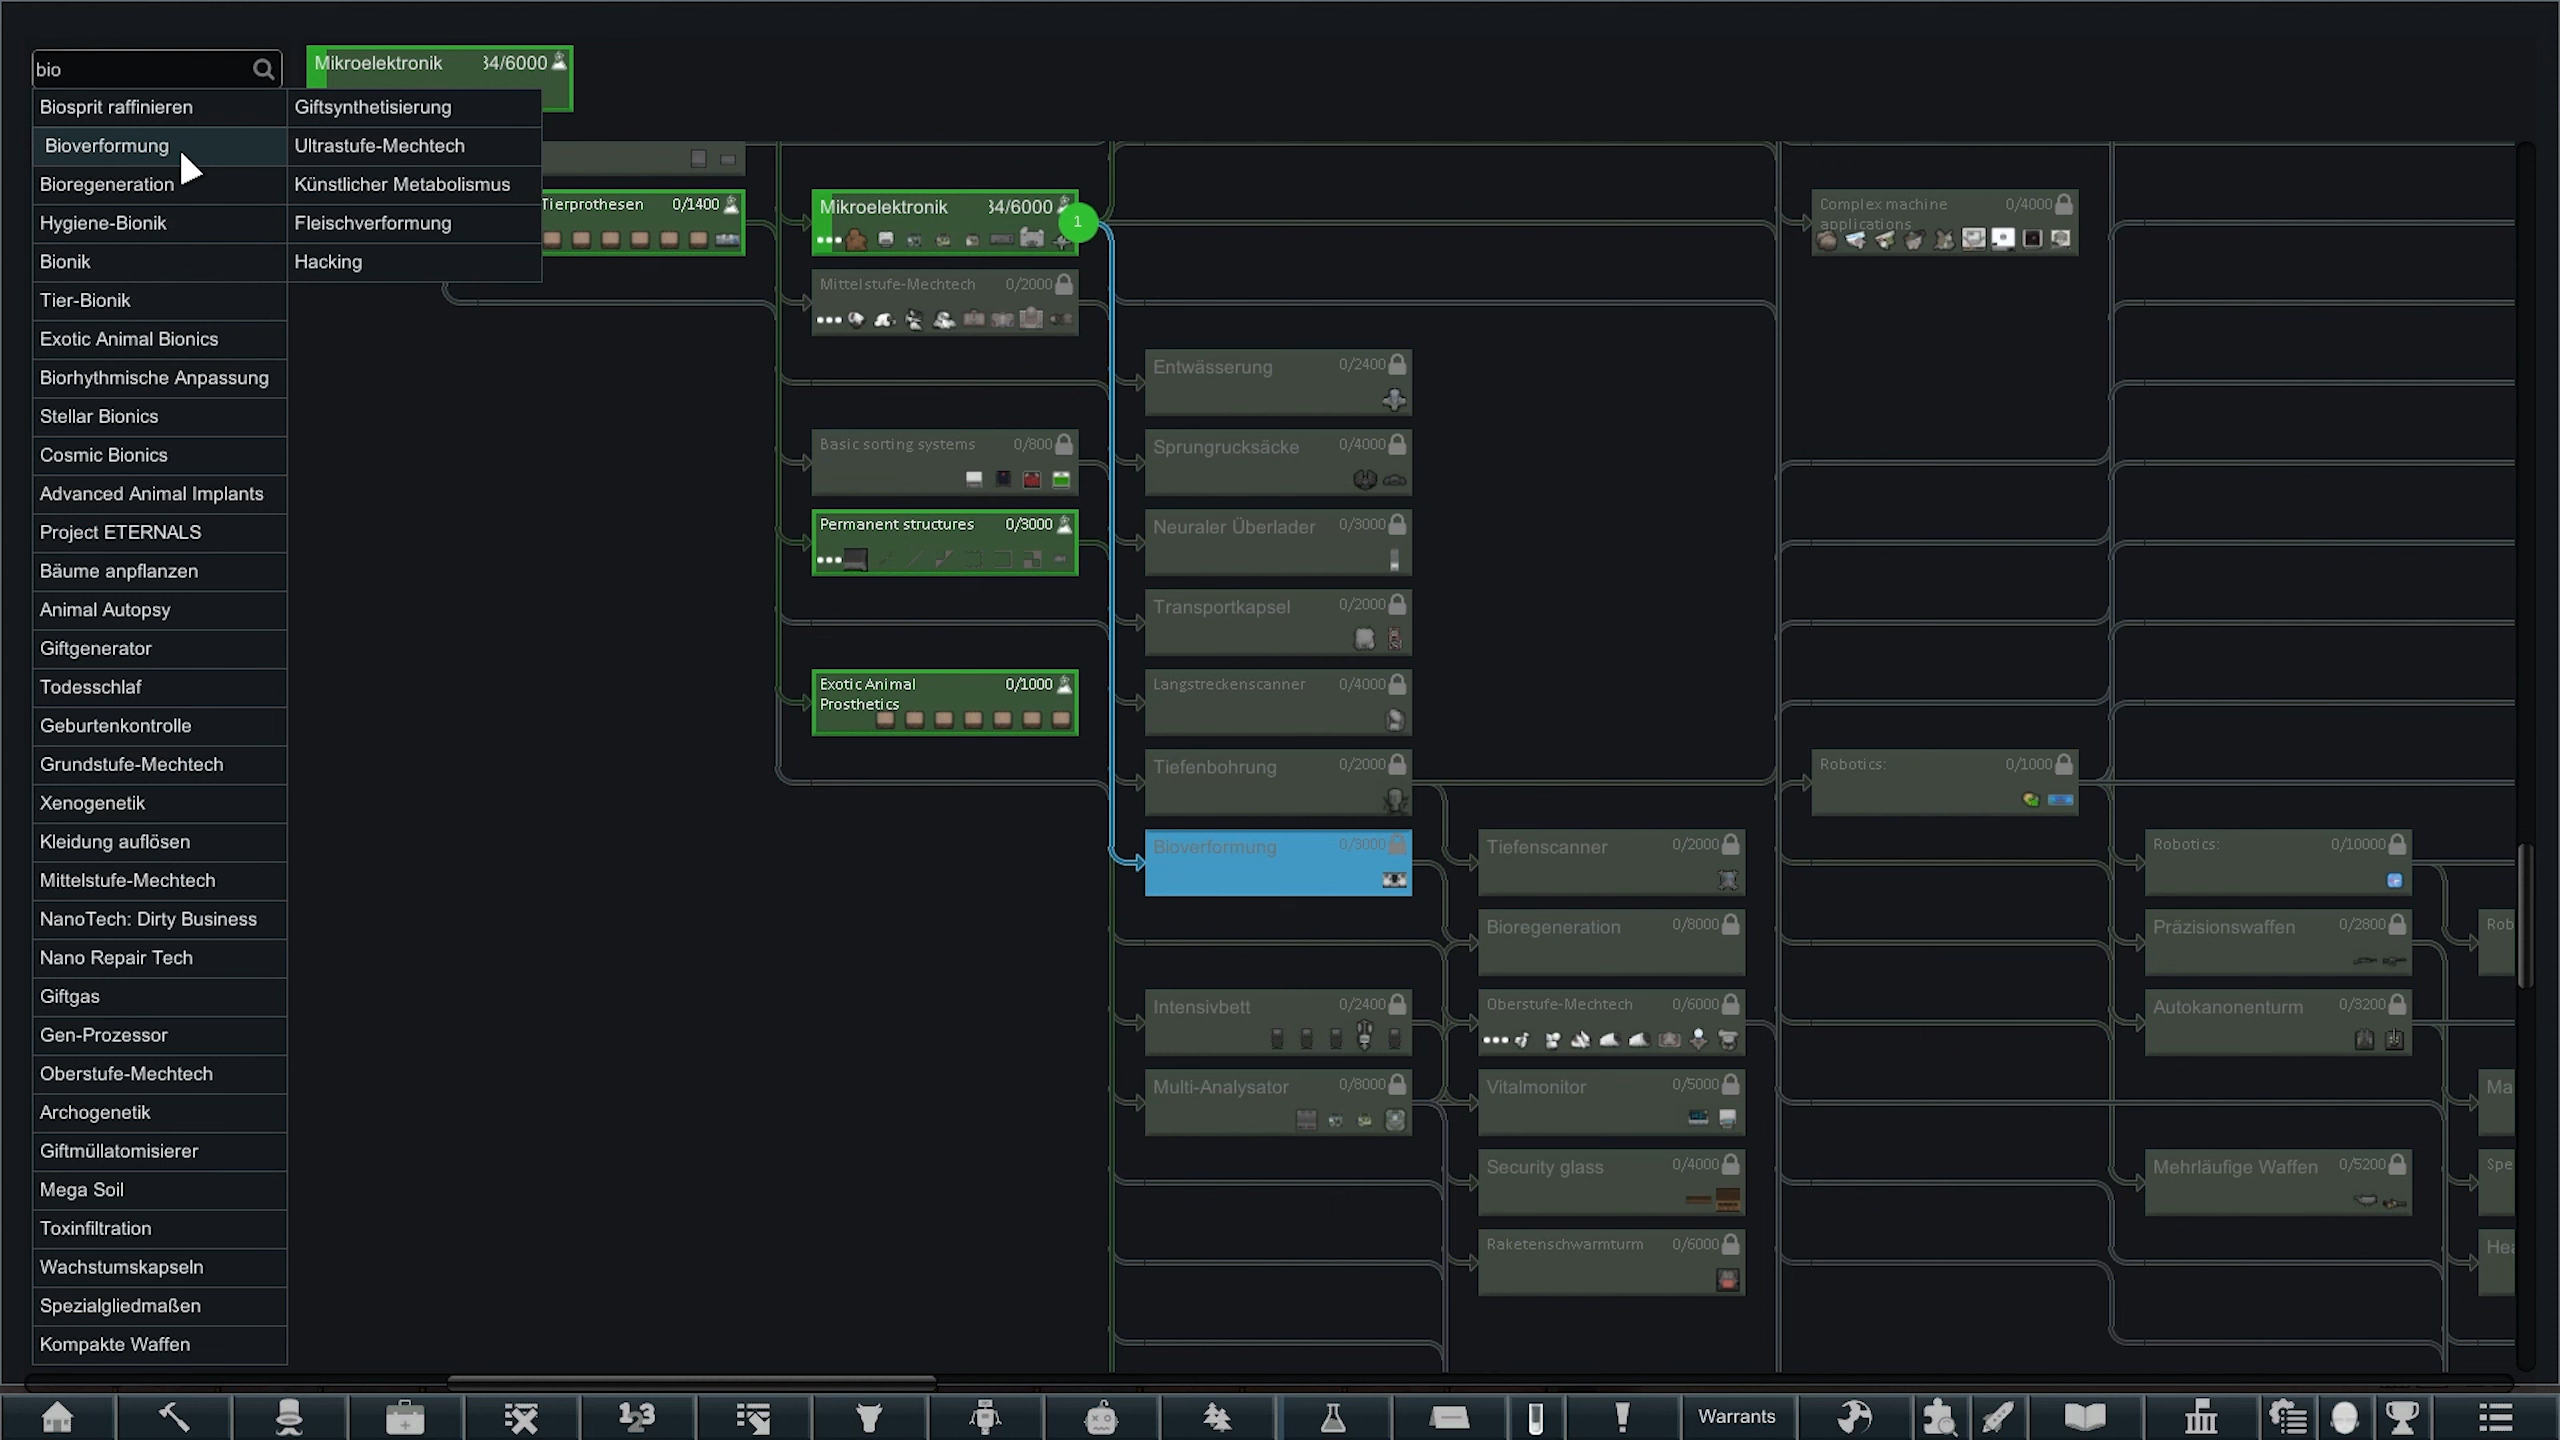 bio
Mikroelektronik 34/6000
Biosprit raffinieren
Bioverformung
Bioregeneration
Hygiene-Bionik
Bionik
Tier-Bionik
Exotic Animal Bionics
Biorhythmische Anpassung
Stellar Bionics
Cosmic Bionics
Advanced Animal Implants
Project ETERNALS
Bäume anpflanzen
Animal Autopsy
Giftgenerator
Todesschlaf
Geburtenkontrolle
Grundstufe-Mechtech
Xenogenetik
Kleidung auflösen
Mittelstufe-Mechtech
NanoTech: Dirty Business
Nano Repair Tech
Giftgas
Gen-Prozessor
Oberstufe-Mechtech
Archogenetik
Giftmüllatomisierer
Mega Soil
Toxinfiltration
Wachstumskapseln
Spezialgliedmaßen
Kompakte Waffen
Giftsynthetisierung
Ultrastufe-Mechtech
Künstlicher Metabolismus
Fleischverformung
Hacking
Tierprothesen 0/1400
Mikroelektronik 34/6000
1
Mittelstufe-Mechtech 0/2000
Basic sorting systems 0/800
Permanent structures 0/3000
Exotic Animal 0/1000
Prosthetics
Entwässerung 0/2400
Sprungrucksäcke 0/4000
Neuraler Überlader 0/3000
Transportkapsel 0/2000
Langstreckenscanner 0/4000
Tiefenbohrung 0/2000
Bioverformung 0/3000
Intensivbett 0/2400
Multi-Analysator 0/8000
Tiefenscanner 0/2000
Bioregeneration 0/8000
Oberstufe-Mechtech 0/6000
Vitalmonitor 0/5000
Security glass 0/4000
Raketenschwarmturm 0/6000
Complex machine 0/4000
applications
Robotics: 0/1000
Robotics: 0/10000
Präzisionswaffen 0/2800
Autokanonenturm 0/3200
Mehrläufige Waffen 0/5200
Rob
Ma
Spe
Hea
Warrants